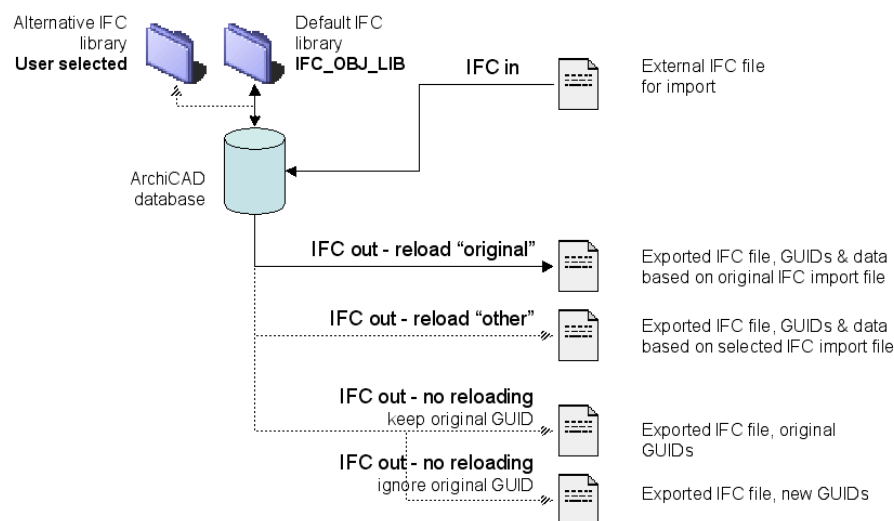 Alternative IFC
library
User selected
Default IFC
library
IFC_OBJ_LIB
IFC in
External IFC file
for import
ArchiCAD
database
IFC out - reload “original”
Exported IFC file, GUIDs & data
based on original IFC import file
IFC out - reload “other”
Exported IFC file, GUIDs & data
based on selected IFC import file
IFC out - no reloading
keep original GUID
Exported IFC file, original
GUIDs
IFC out - no reloading
ignore original GUID
Exported IFC file, new GUIDs